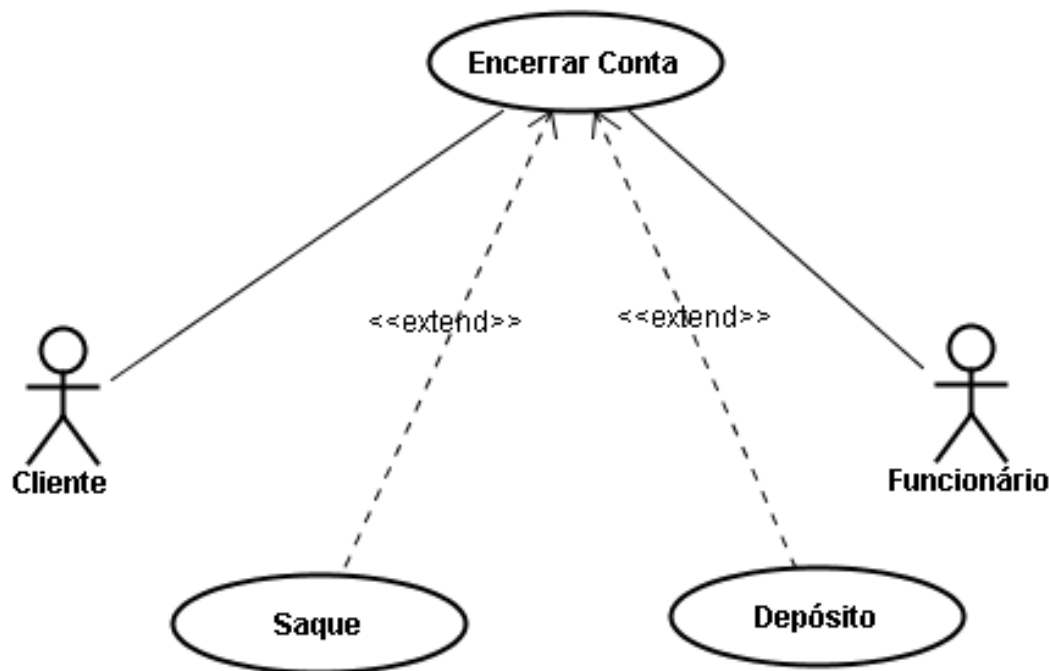 Encerrar Conta
<<extend>>
<<extend>>
Cliente
Funcionário
Saque
Depósito